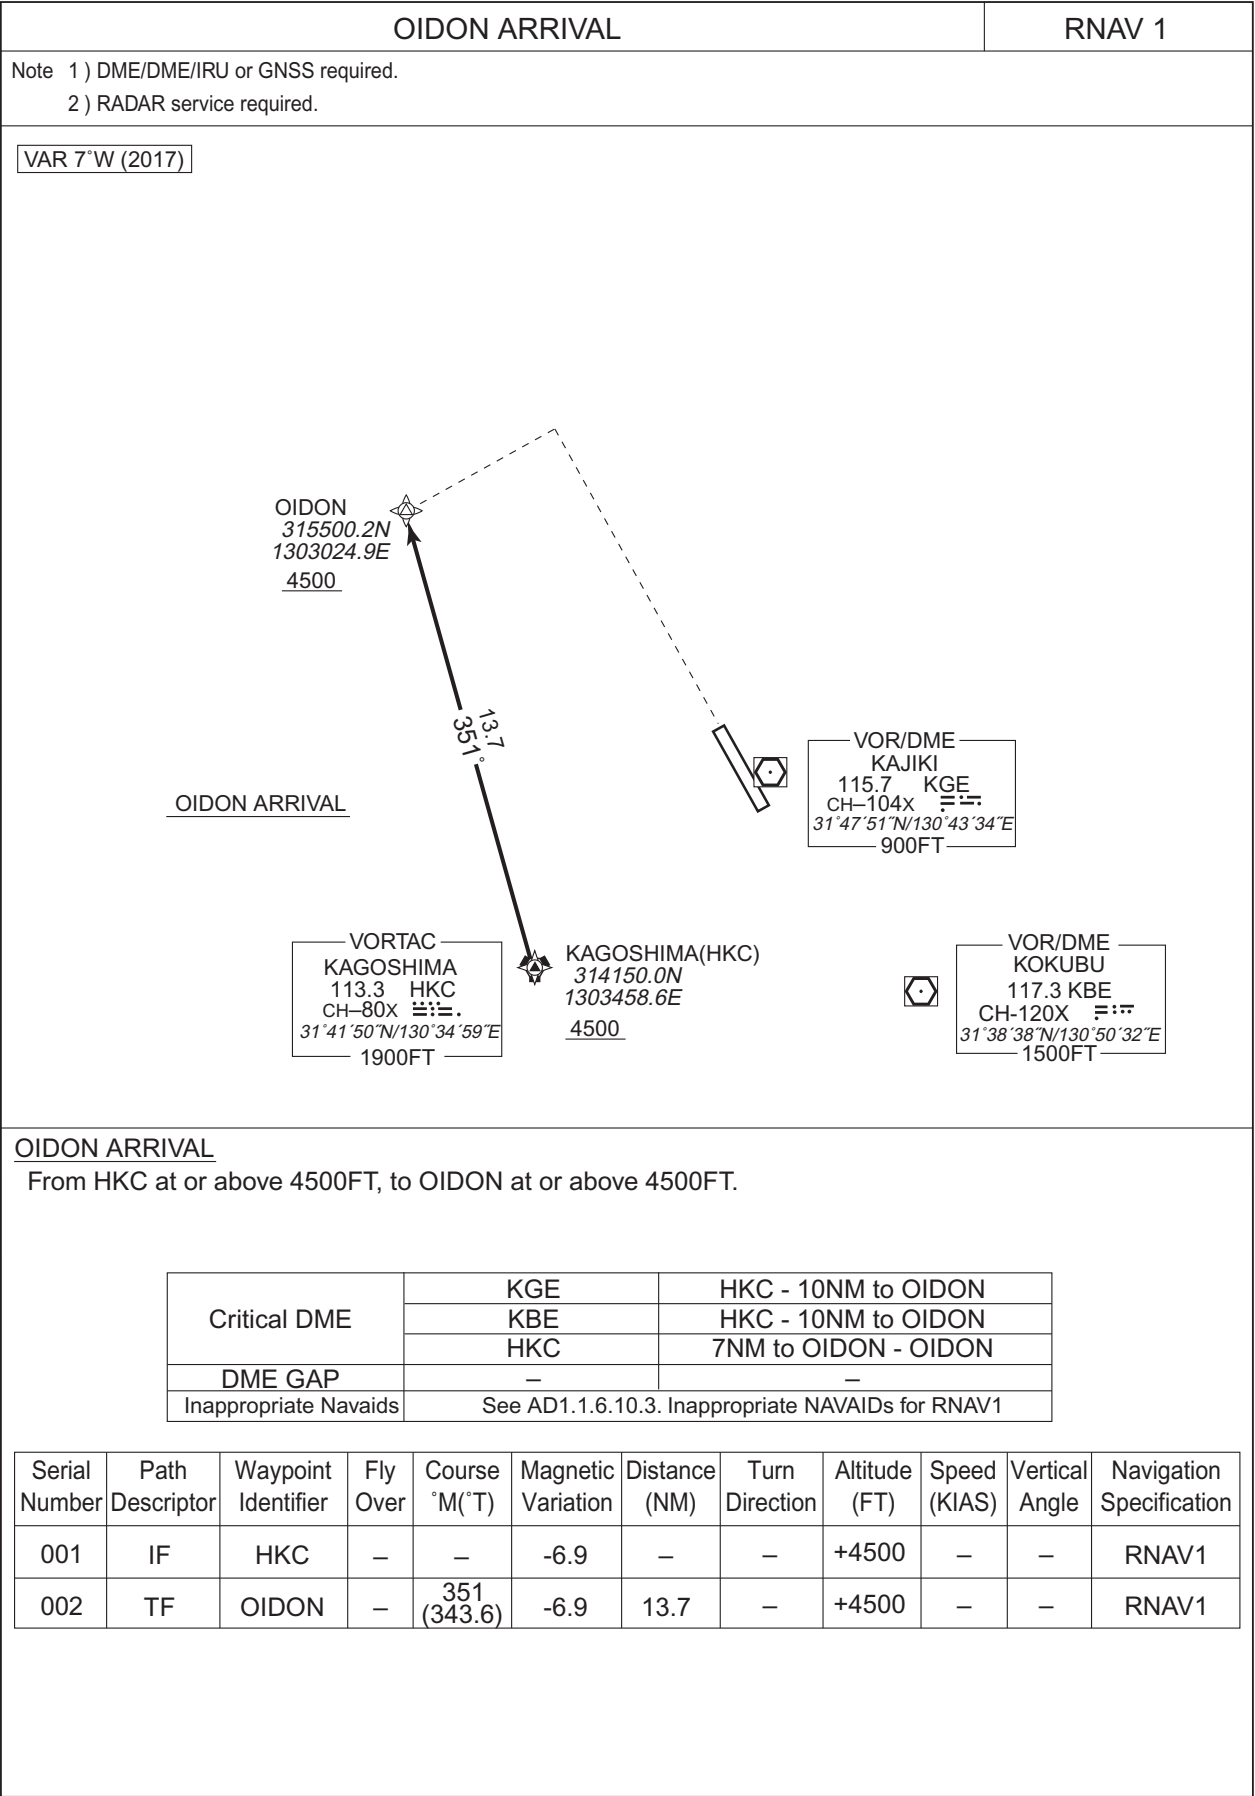 OIDON ARRIVAL
RNAV 1
Note 1 ) DME/DME/IRU or GNSS required.
2 ) RADAR service required.
VAR 7˚W (2017)
OIDON
315500.2N
1303024.9E
4500
13.7
351˚
OIDON ARRIVAL
VOR/DME
KAJIKI
115.7 KGE
CH–104X
31˚47´51˝N/130˚43´34˝E
900FT
VORTAC
KAGOSHIMA
113.3 HKC
CH–80X
31˚41´50˝N/130˚34´59˝E
1900FT
KAGOSHIMA(HKC)
314150.0N
1303458.6E
4500
VOR/DME
KOKUBU
117.3 KBE
CH-120X
31˚38´38˝N/130˚50´32˝E
1500FT
OIDON ARRIVAL
From HKC at or above 4500FT, to OIDON at or above 4500FT.
Critical DME
KGE HKC - 10NM to OIDON
KBE HKC - 10NM to OIDON
HKC 7NM to OIDON - OIDON
DME GAP – –
Inappropriate Navaids See AD1.1.6.10.3. Inappropriate NAVAIDs for RNAV1
Serial Path Waypoint Fly Course Magnetic Distance Turn Altitude Speed Vertical Navigation
Number Descriptor Identifier Over ˚M(˚T) Variation (NM) Direction (FT) (KIAS) Angle Specification
001 IF HKC – – -6.9 – – +4500 – – RNAV1
002 TF OIDON – 351 (343.6) -6.9 13.7 – +4500 – – RNAV1